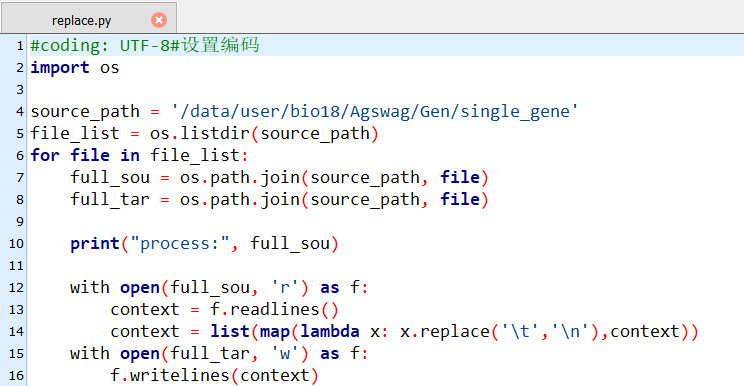 replace.py
1 #coding: UTF-8#设置编码
2 import os
3
4 source_path = '/data/user/bio18/Agswag/Gen/single_gene'
5 file_list = os.listdir(source_path)
6 for file in file_list:
7     full_sou = os.path.join(source_path, file)
8     full_tar = os.path.join(source_path, file)
9
10     print("process:", full_sou)
11
12     with open(full_sou, 'r') as f:
13         context = f.readlines()
14         context = list(map(lambda x: x.replace('\t','\n'),context))
15     with open(full_tar, 'w') as f:
16         f.writelines(context)